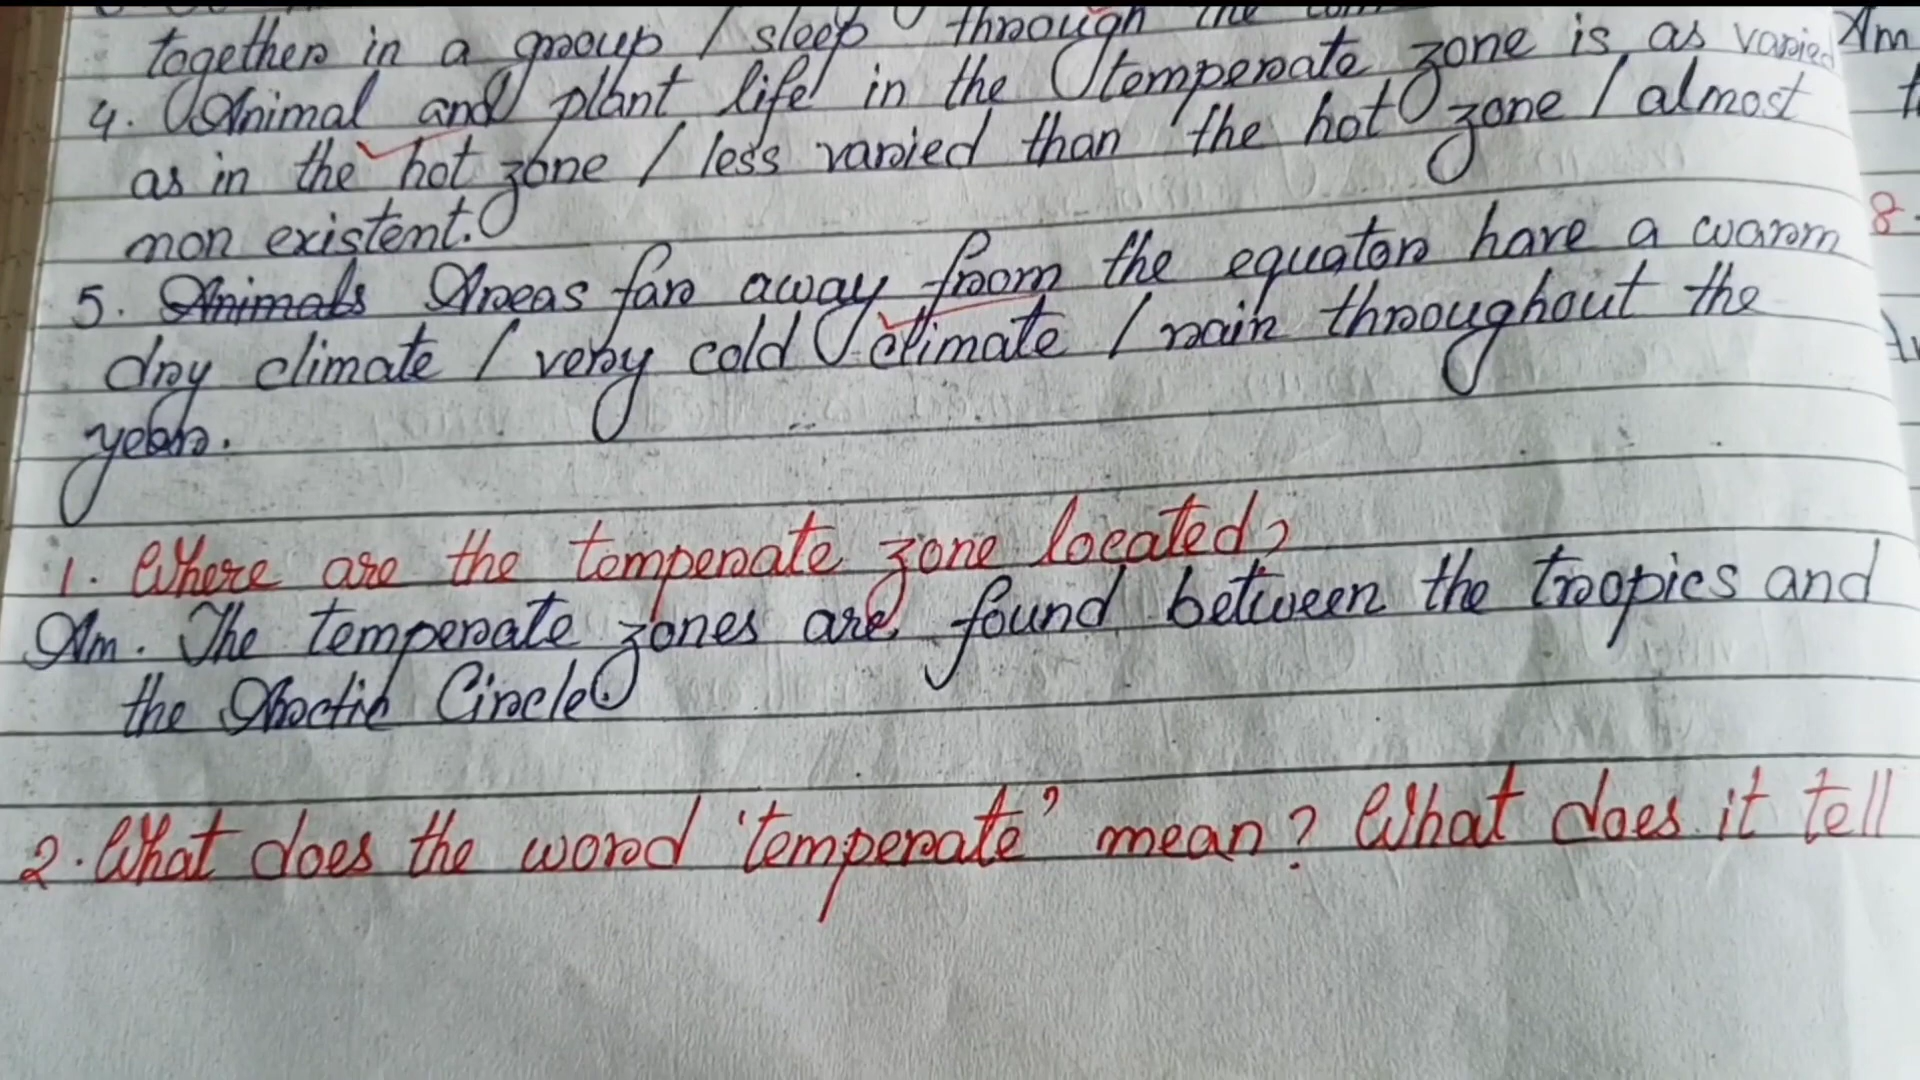 together in a group / sleep through the
4. Animal and plant life in the temperate zone is as varied
as in the hot zone / less varied than the hot zone / almost
non existent.
5. Animals Areas far away from the equator have a warm
dry climate / very cold climate / rain throughout the
year.
1. Where are the temperate zone located?
Ans. The temperate zones are found between the tropics and
the Arctic Circle.
2. What does the word 'temperate' mean? What does it tell
8.